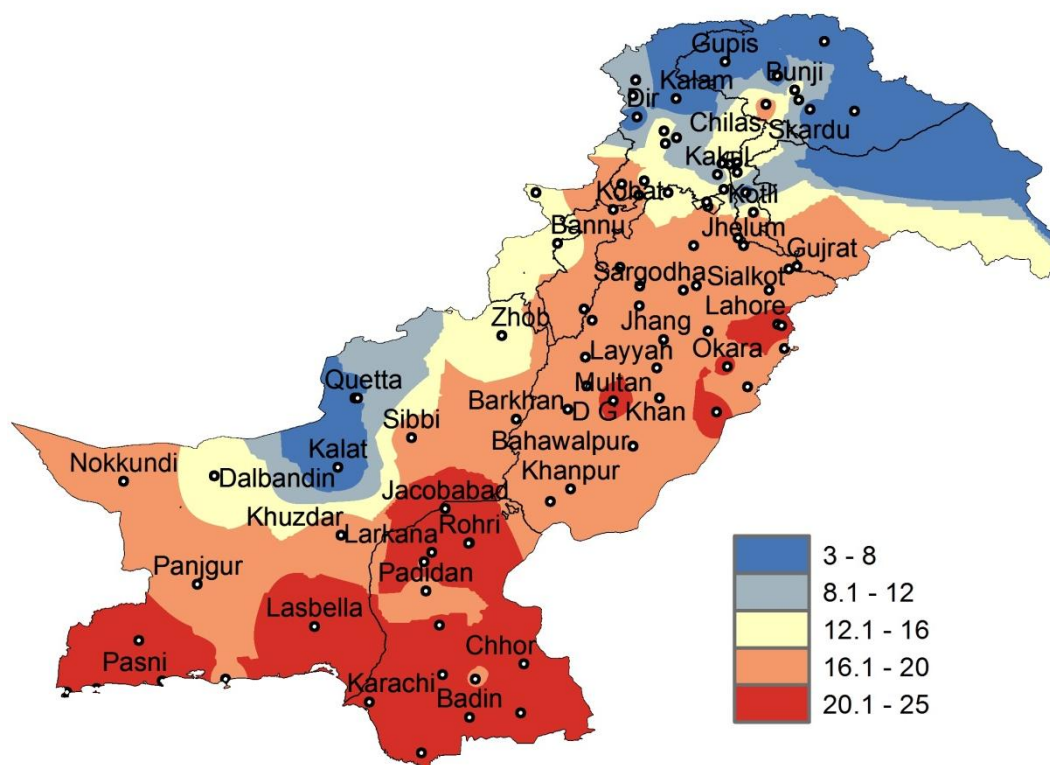 Gupis
Bunji
Kalam
Dir
Chilas
Skardu
Kakul
Kohat
Kotli
Bannu
Jhelum
Gujrat
Sargodha
Sialkot
Lahore
Zhob
Jhang
Okara
Layyah
Quetta
Multan
Barkhan
D G Khan
Sibbi
Bahawalpur
Kalat
Nokkundi
Dalbandin
Khanpur
Jacobabad
Khuzdar
Larkana
Rohri
Panjgur
Padidan
Lasbella
Chhor
Pasni
Karachi
Badin
3 - 8
8.1 - 12
12.1 - 16
16.1 - 20
20.1 - 25